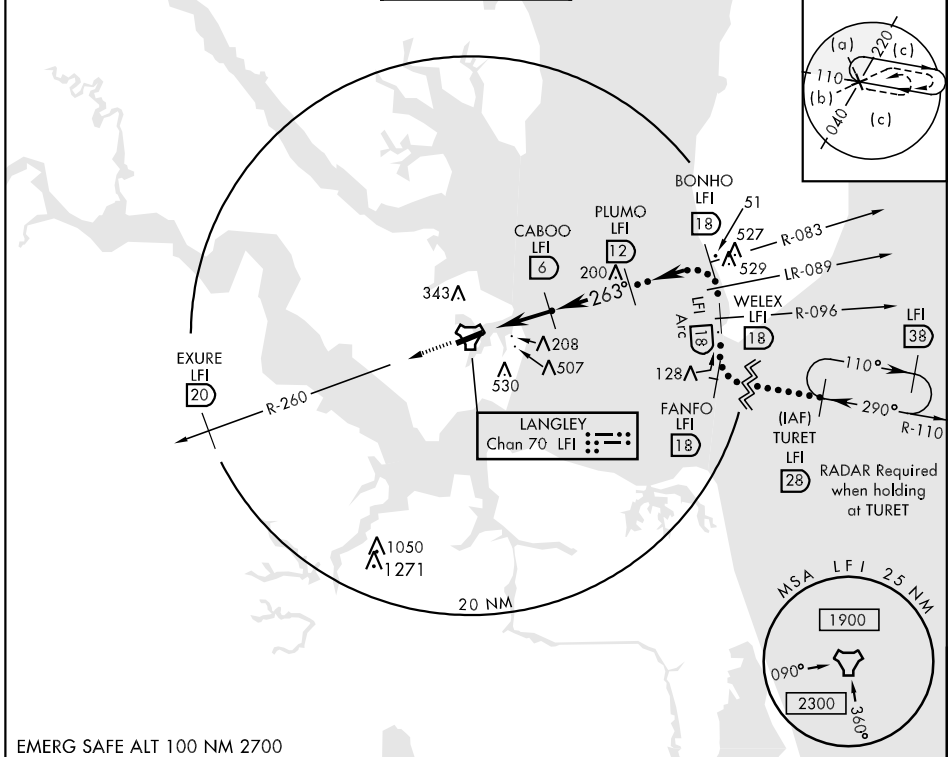 (a)
220
(c)
110
(b)
040
(c)
BONHO
LFI
18
51
527
529
R-083
PLUMO
LFI
12
CABOO
LFI
6
200
263°
LR-089
343
LFI
Arc
18
WELEX
LFI
18
R-096
LFI
38
208
507
530
128
110°
290°
R-110
EXURE
LFI
20
R-260
FANFO
LFI
18
(IAF)
TURET
LFI
28
LANGLEY
Chan 70 LFI
RADAR Required
when holding
at TURET
1050
1271
20 NM
MSA LFI 25 NM
1900
090°
2300
360°
EMERG SAFE ALT 100 NM 2700